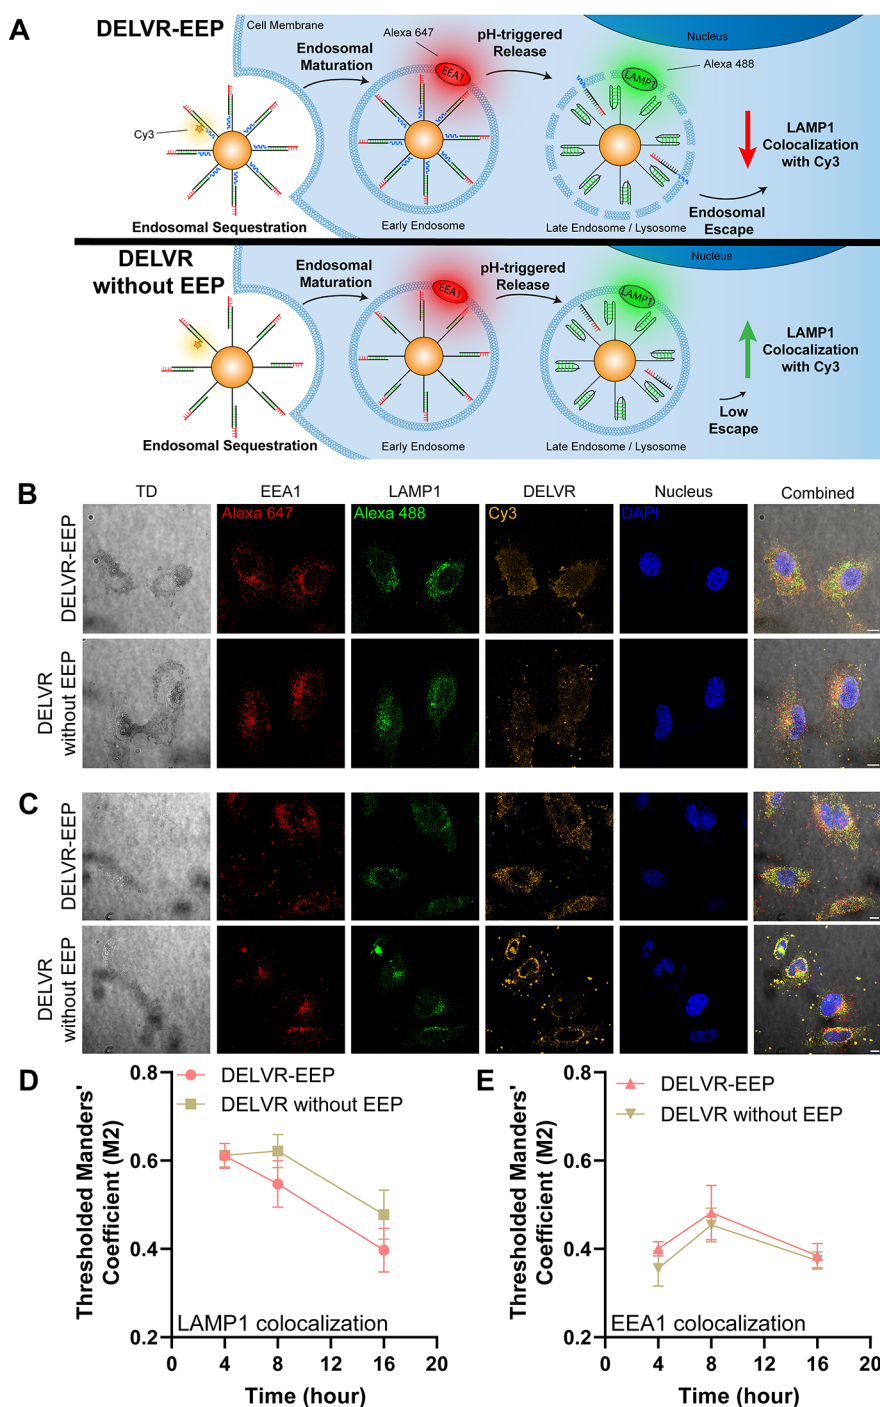 A
DELVR-EEP
Cell Membrane
Alexa 647
Endosomal
Maturation
EEA1
pH-triggered
Release
Nucleus
LAMP1
Alexa 488
Cy3
LAMP1
Colocalization
with Cy3
Endosomal Sequestration
Early Endosome
Late Endosome / Lysosome
Endosomal
Escape
DELVR
without EEP
Endosomal
Maturation
EEA1
pH-triggered
Release
Nucleus
LAMP1
LAMP1
Colocalization
with Cy3
Endosomal Sequestration
Early Endosome
Late Endosome / Lysosome
Low
Escape
B
TD
EEA1
LAMP1
DELVR
Nucleus
Combined
Alexa 647
Alexa 488
Cy3
DAPI
DELVR-EEP
DELVR
without EEP
C
DELVR-EEP
DELVR
without EEP
D
DELVR-EEP
DELVR without EEP
Thresholded Manders'
Coefficient (M2)
0.8
0.6
0.4
0.2
LAMP1 colocalization
0 4 8 12 16 20
Time (hour)
E
DELVR-EEP
DELVR without EEP
Thresholded Manders'
Coefficient (M2)
0.8
0.6
0.4
0.2
EEA1 colocalization
0 4 8 12 16 20
Time (hour)